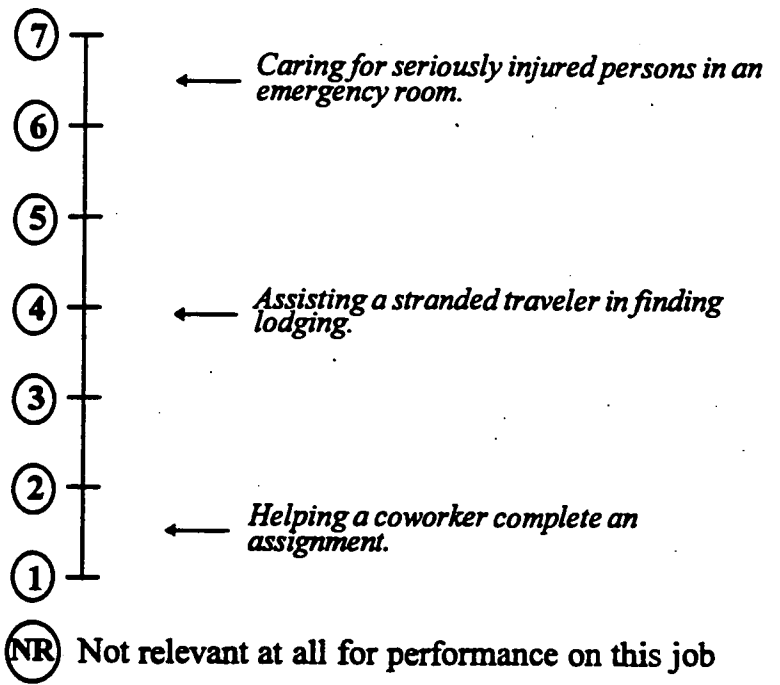 7
Caring for seriously injured persons in an
emergency room.
6
5
4
Assisting a stranded traveler in finding
lodging.
3
2
Helping a coworker complete an
assignment.
1
NR Not relevant at all for performance on this job